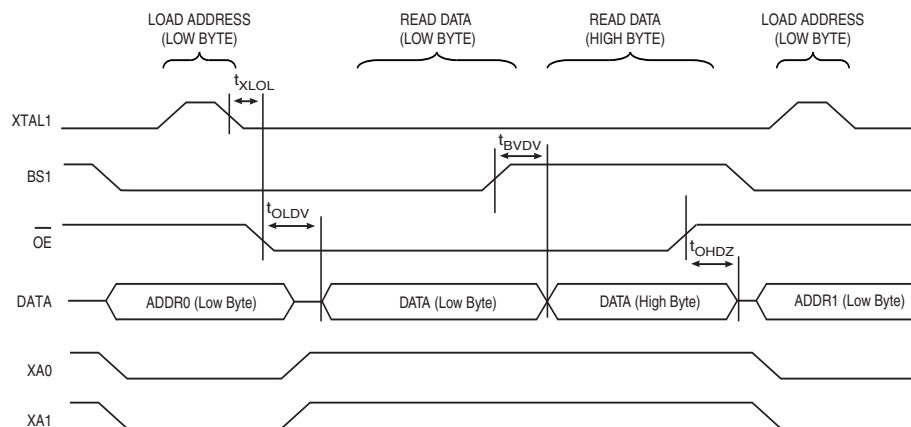 LOAD ADDRESS
(LOW BYTE)
READ DATA
(LOW BYTE)
READ DATA
(HIGH BYTE)
LOAD ADDRESS
(LOW BYTE)
tXLOL
XTAL1
tBVDV
BS1
tOLDV
OE
tOHDZ
DATA
ADDR0 (Low Byte)
DATA (Low Byte)
DATA (High Byte)
ADDR1 (Low Byte)
XA0
XA1